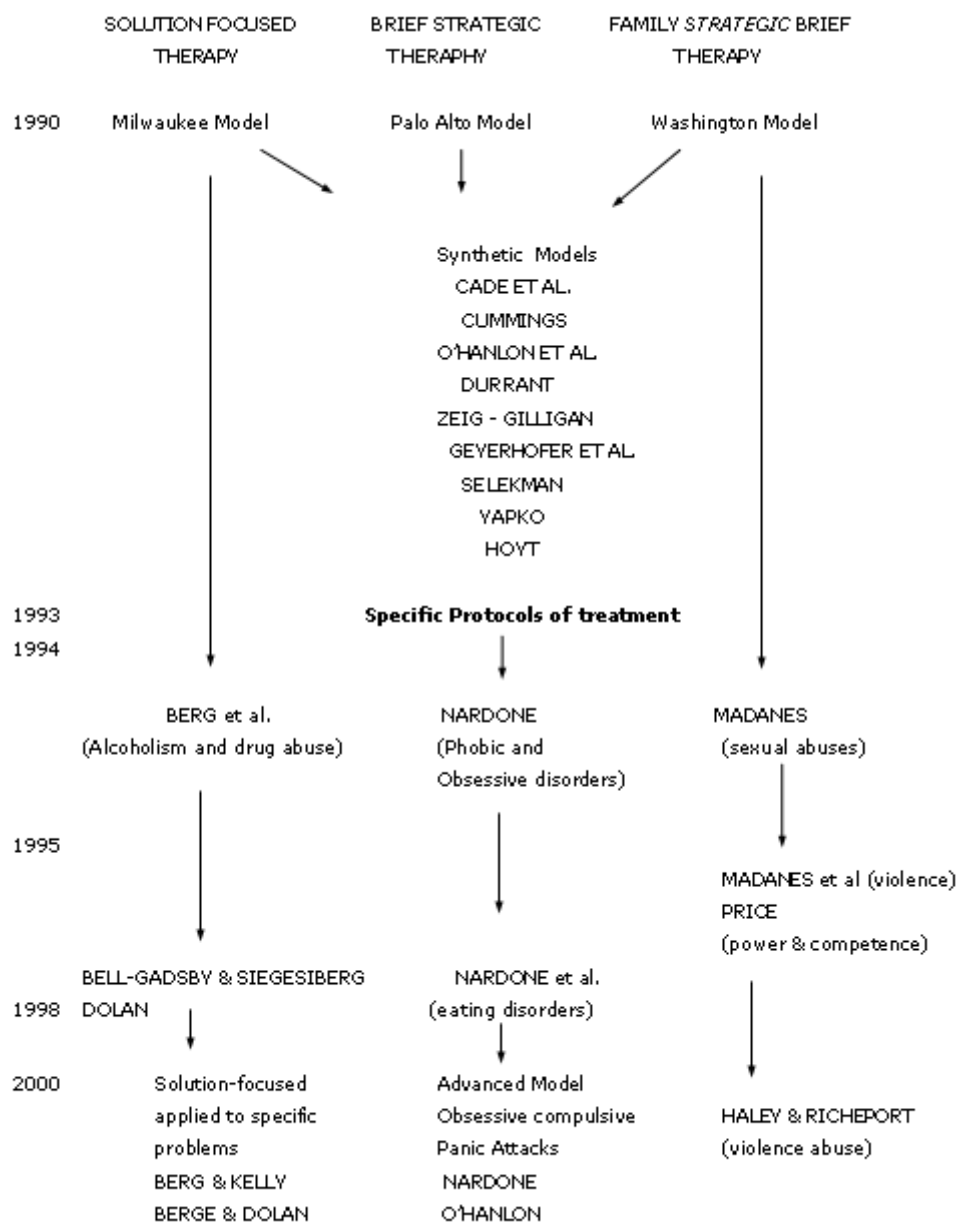 SOLUTION FOCUSED THERAPY
BRIEF STRATEGIC THERAPHY
FAMILY STRATEGIC BRIEF THERAPY
1990 Milwaukee Model Palo Alto Model Washington Model
Synthetic Models
CADE ET AL.
CUMMINGS
O'HANLON ET AL.
DURRANT
ZEIG - GILLIGAN
GEYERHOFER ET AL.
SELEKMAN
YAPKO
HOYT
1993 Specific Protocols of treatment
1994
BERG et al. NARDONE MADANES
(Alcoholism and drug abuse) (Phobic and (sexual abuses)
Obsessive disorders)
1995
MADANES et al (violence)
PRICE
(power & competence)
BELL-GADSBY & SIEGESIBERG NARDONE et al.
1998 DOLAN (eating disorders)
2000 Solution-focused Advanced Model
applied to specific Obsessive compulsive HALEY & RICHEPORT
problems Panic Attacks (violence abuse)
BERG & KELLY NARDONE
BERGE & DOLAN O'HANLON